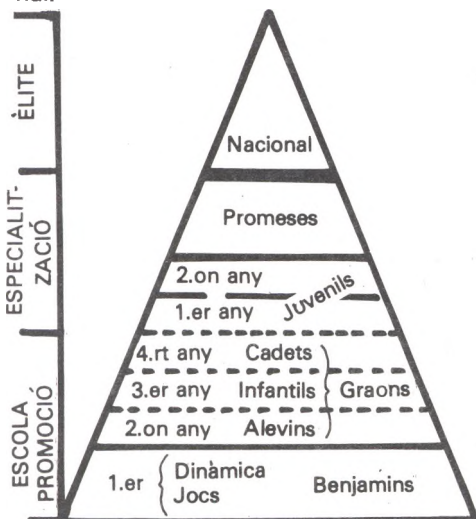 ÈLITE
Nacional
ESPECIALIT-
ZACIÓ
Promeses
2.on any
1.er any Juvenils
ESCOLA
PROMOCIÓ
4.rt any Cadets
3.er any Infantils Graons
2.on any Alevins
1.er Dinàmica
Jocs
Benjamins